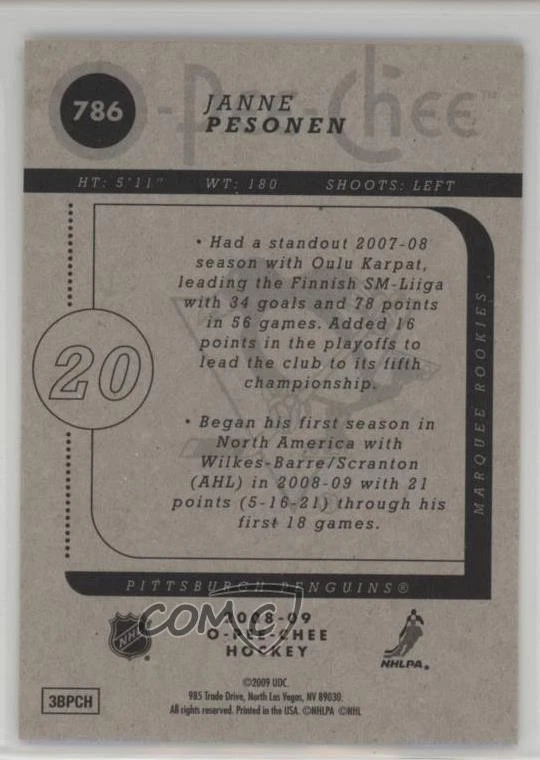 O-Pee-Chee™
786
JANNE
PESONEN
HT: 5'11" WT: 180 SHOOTS: LEFT
• Had a standout 2007-08
season with Oulu Karpat,
leading the Finnish SM-Liiga
with 34 goals and 78 points
in 56 games. Added 16
points in the playoffs to
lead the club to its fifth
championship.
20
• Began his first season in
North America with
Wilkes-Barre/Scranton
(AHL) in 2008-09 with 21
points (5-16-21) through his
first 18 games.
MARQUEE ROOKIES
PITTSBURGH PENGUINS®
COMC
2008-09
O-PEE-CHEE
HOCKEY
NHL
NHLPA.
©2009 UDC.
985 Trade Drive, North Las Vegas, NV 89030.
All rights reserved. Printed in the USA. ©NHLPA ©NHL
3BPCH